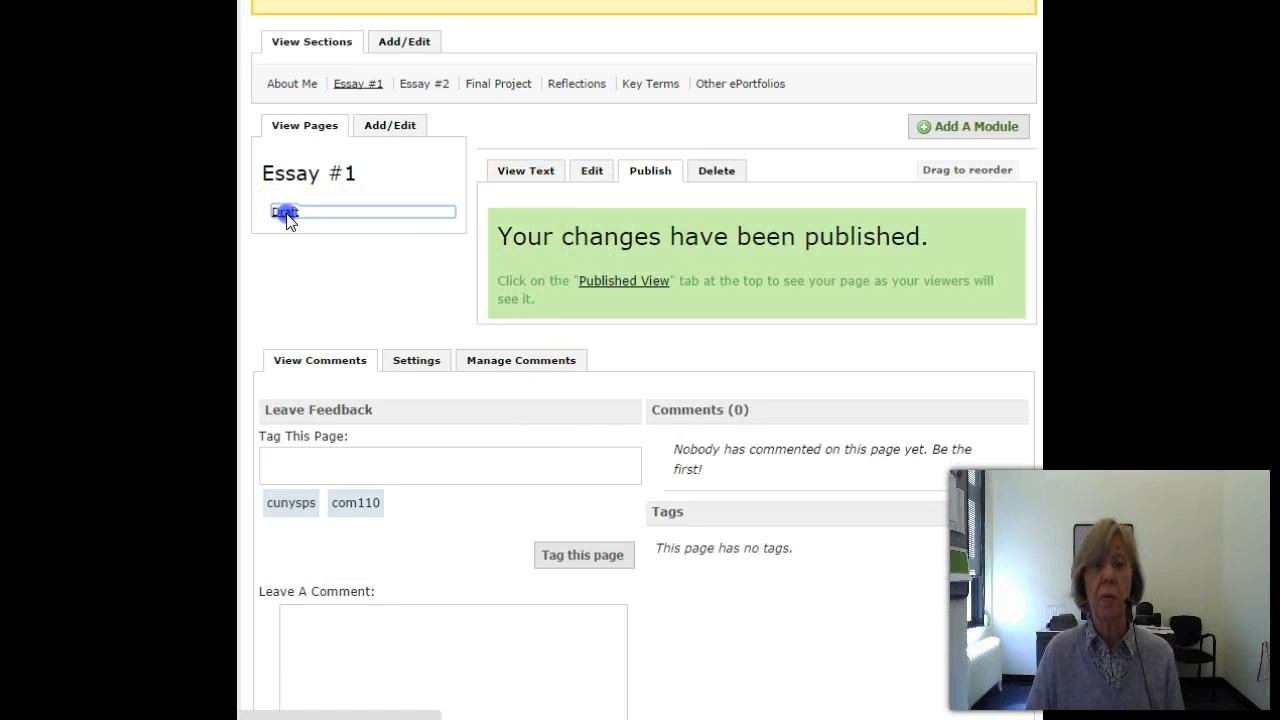 View Sections Add/Edit
About Me Essay #1 Essay #2 Final Project Reflections Key Terms Other ePortfolios
View Pages Add/Edit
Add A Module
Essay #1
Draft
View Text Edit Publish Delete
Drag to reorder
Your changes have been published.
Click on the "Published View" tab at the top to see your page as your viewers will
see it.
View Comments Settings Manage Comments
Leave Feedback
Tag This Page:
cunysps com110
Tag this page
Leave A Comment:
Comments (0)
Nobody has commented on this page yet. Be the
first!
Tags
This page has no tags.